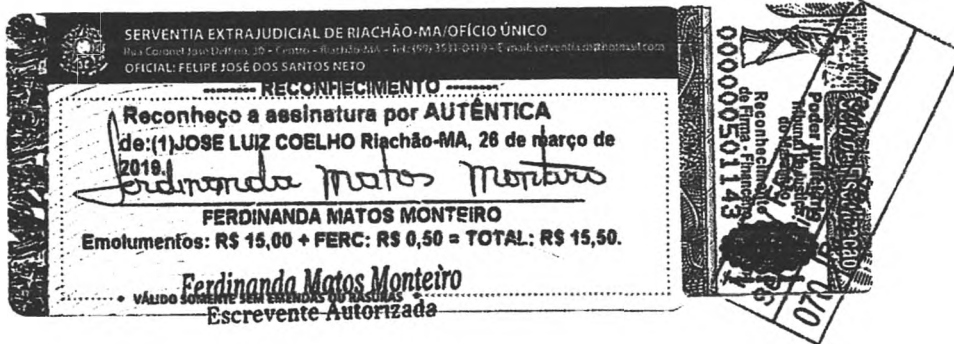 SERVENTIA EXTRAJUDICIAL DE RIACHÃO-MA/OFÍCIO ÚNICO
OFICIAL: FELIPE JOSÉ DOS SANTOS NETO
RECONHECIMENTO
Reconheço a assinatura por AUTÊNTICA
de:(1)JOSE LUIZ COELHO Riachão-MA, 26 de março de
2019.
Ferdinanda Matos Monteiro
FERDINANDA MATOS MONTEIRO
Emolumentos: R$ 15,00 + FERC: R$ 0,50 = TOTAL: R$ 15,50.
Ferdinanda Matos Monteiro
• VÁLIDO SOMENTE SEM EMENDAS OU RASURAS •
Escrevente Autorizada
Poder Judiciário
Reconhecimento
de Firma
000000501143
070